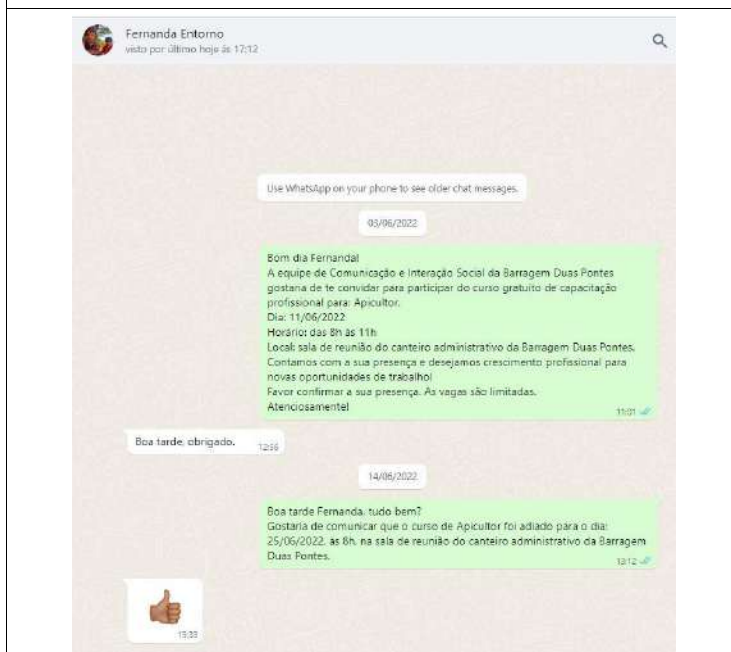 Fernanda Entorno
visto por último hoje às 17:12
Use WhatsApp on your phone to see older chat messages.
03/06/2022
Bom dia Fernanda!
A equipe de Comunicação e Interação Social da Barragem Duas Pontes
gostaria de te convidar para participar do curso gratuito de capacitação
profissional para: Apicultor.
Dia: 11/06/2022
Horário: das 8h às 11h
Local: sala de reunião do canteiro administrativo da Barragem Duas Pontes.
Contamos com a sua presença e desejamos crescimento profissional para
novas oportunidades de trabalho!
Favor confirmar a sua presença. As vagas são limitadas.
Atenciosamente!
11:01
Boa tarde, obrigado.
12:56
14/06/2022
Boa tarde Fernanda, tudo bem?
Gostaria de comunicar que o curso de Apicultor foi adiado para o dia:
25/06/2022, as 8h, na sala de reunião do canteiro administrativo da Barragem
Duas Pontes.
13:12
13:33